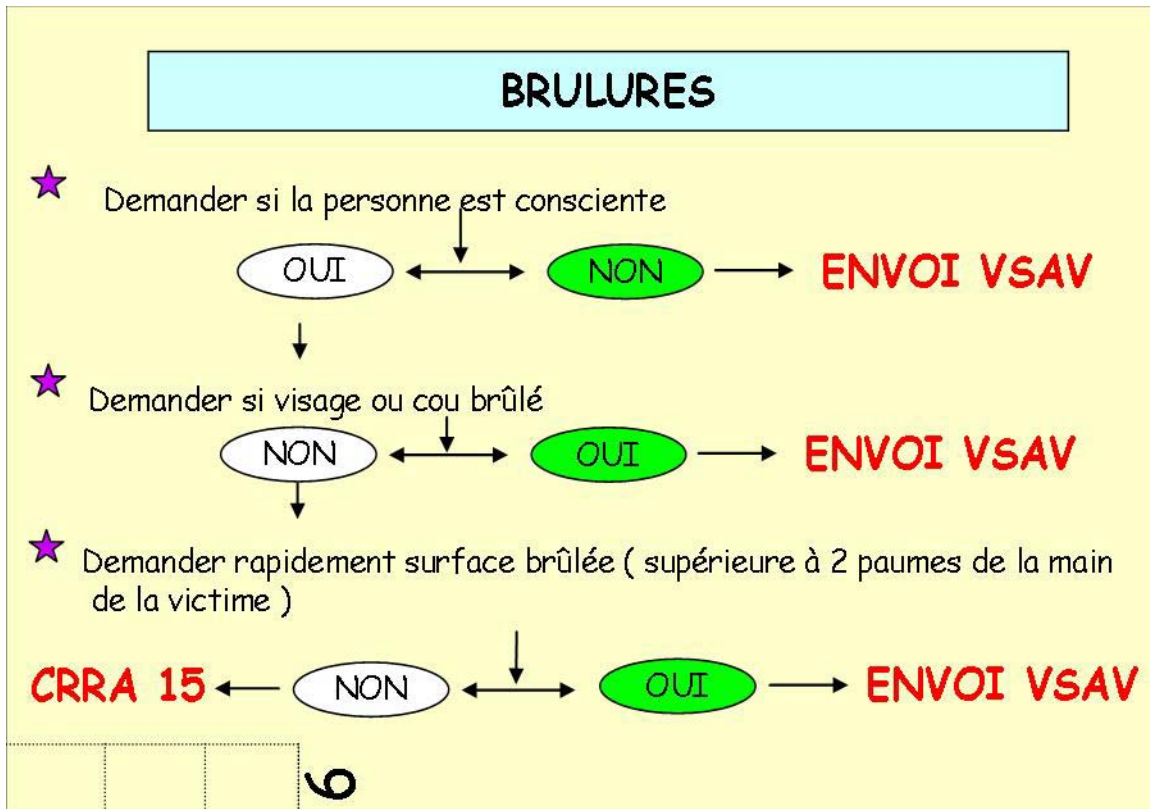 BRULURES
Demander si la personne est consciente
OUI NON ENVOI VSAV
Demander si visage ou cou brûlé
NON OUI ENVOI VSAV
Demander rapidement surface brûlée ( supérieure à 2 paumes de la main
de la victime )
CRRA 15 NON OUI ENVOI VSAV
6